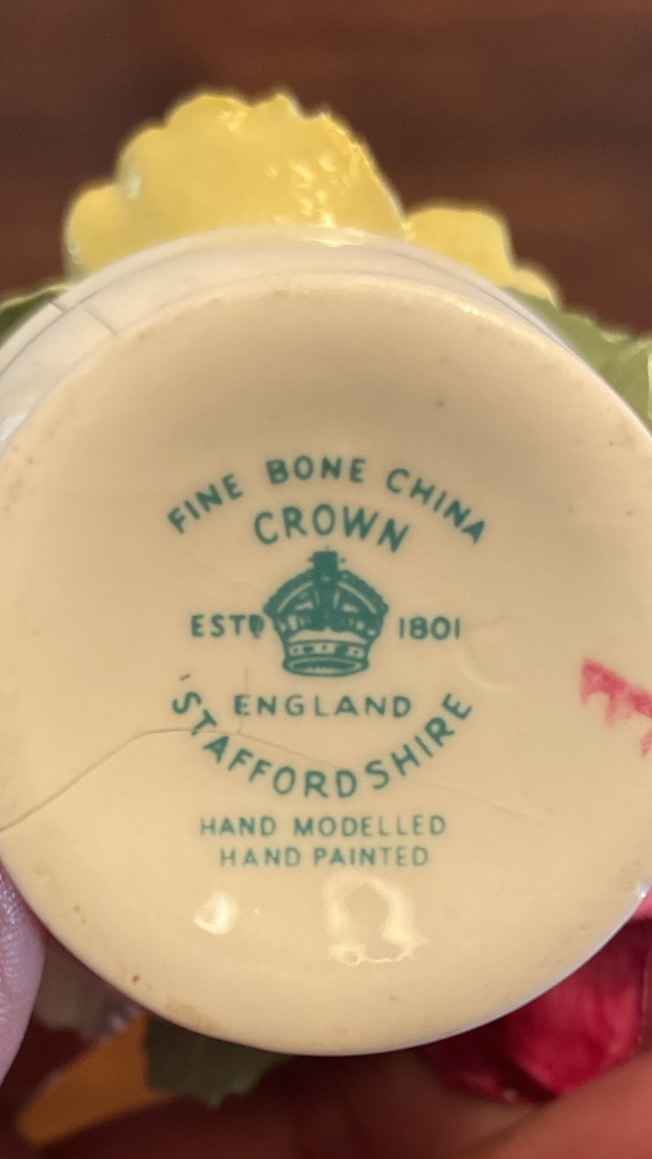 FINE BONE CHINA
CROWN
ESTD 1801
ENGLAND
STAFFORDSHIRE
HAND MODELLED
HAND PAINTED